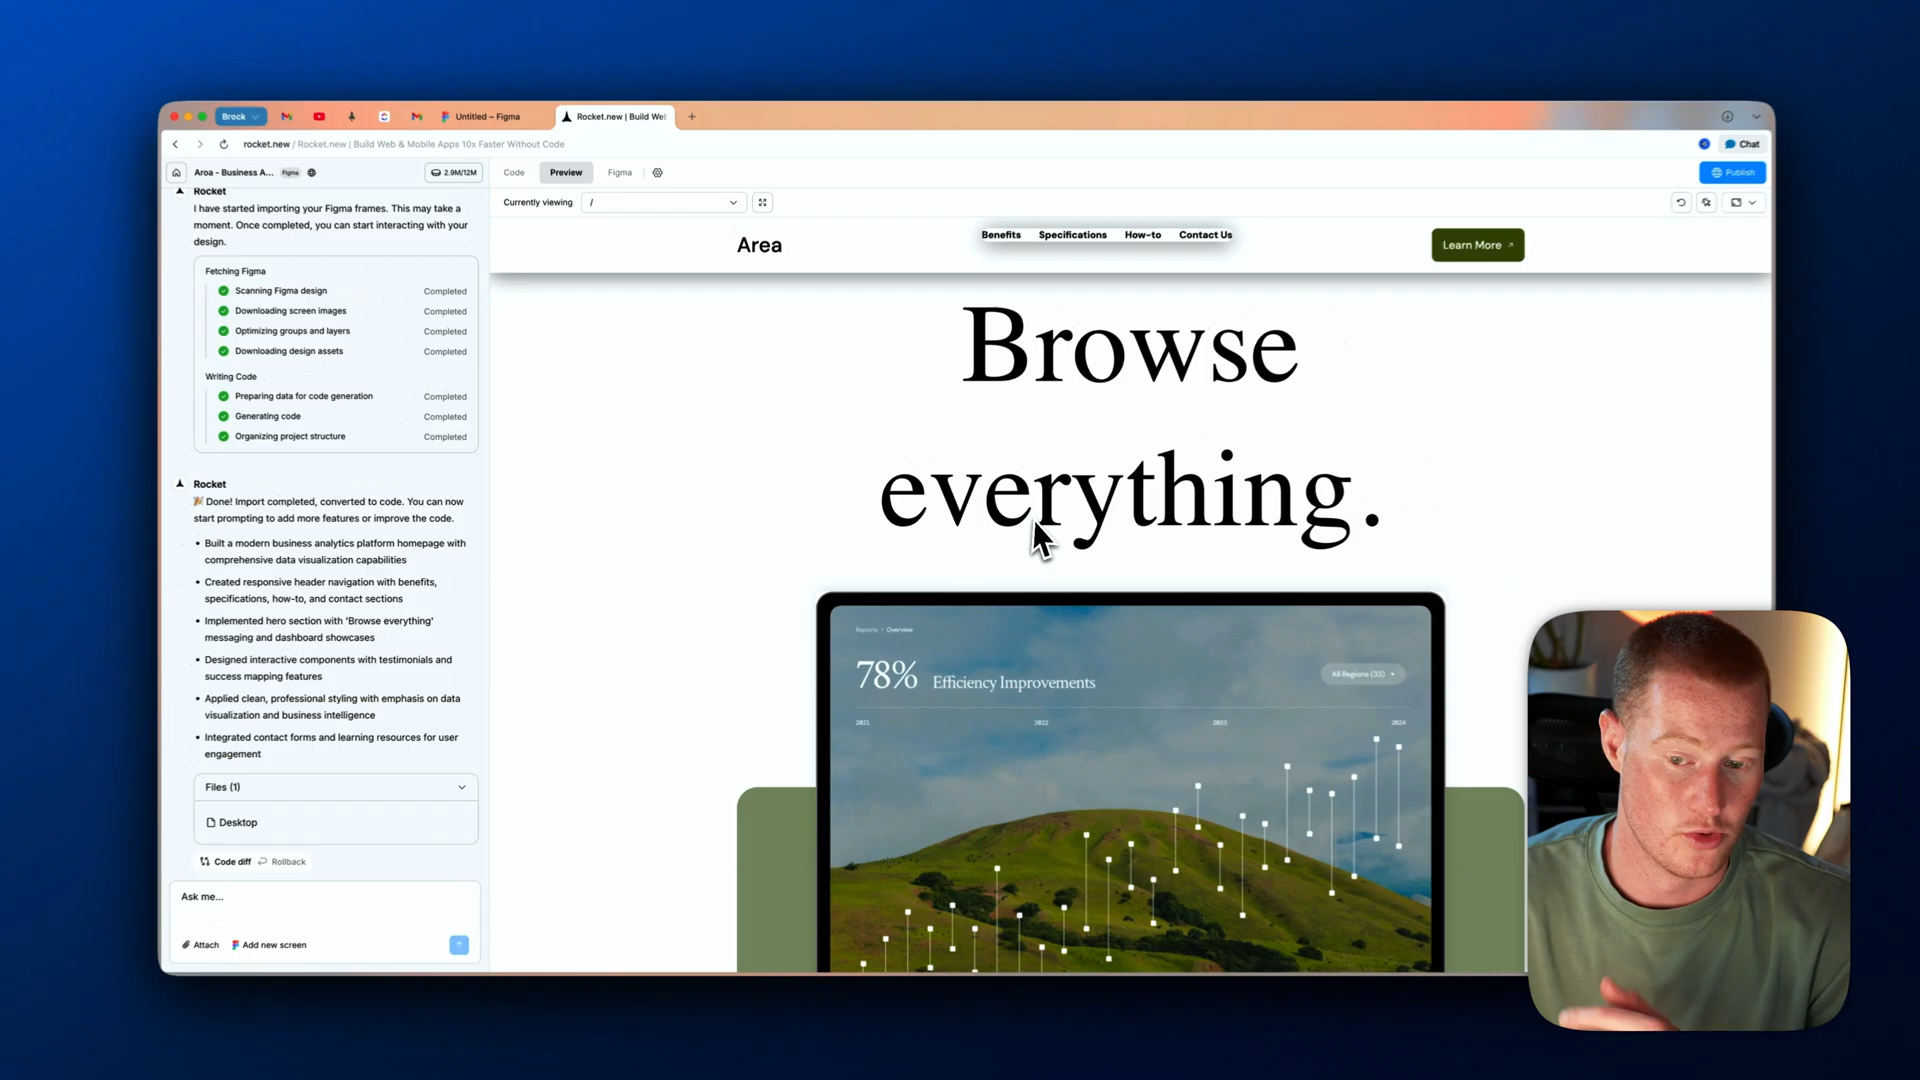 Brock
Untitled – Figma
Rocket.new | Build Web
rocket.new / Rocket.new | Build Web & Mobile Apps 10x Faster Without Code
Chat
Aroa - Business A...
Figma
2.9M/12M
Code
Preview
Figma
Publish
Currently viewing
/
Rocket
I have started importing your Figma frames. This may take a
moment. Once completed, you can start interacting with your
design.
Fetching Figma
Scanning Figma design Completed
Downloading screen images Completed
Optimizing groups and layers Completed
Downloading design assets Completed
Writing Code
Preparing data for code generation Completed
Generating code Completed
Organizing project structure Completed
Rocket
🎉 Done! Import completed, converted to code. You can now
start prompting to add more features or improve the code.
• Built a modern business analytics platform homepage with
comprehensive data visualization capabilities
• Created responsive header navigation with benefits,
specifications, how-to, and contact sections
• Implemented hero section with 'Browse everything'
messaging and dashboard showcases
• Designed interactive components with testimonials and
success mapping features
• Applied clean, professional styling with emphasis on data
visualization and business intelligence
• Integrated contact forms and learning resources for user
engagement
Files (1)
Desktop
Code diff
Rollback
Ask me...
Attach
Add new screen
Area
Benefits Specifications How-to Contact Us
Learn More
Browse
everything.
Reports › Overview
78% Efficiency Improvements
All Regions (33)
2021 2022 2023 2024